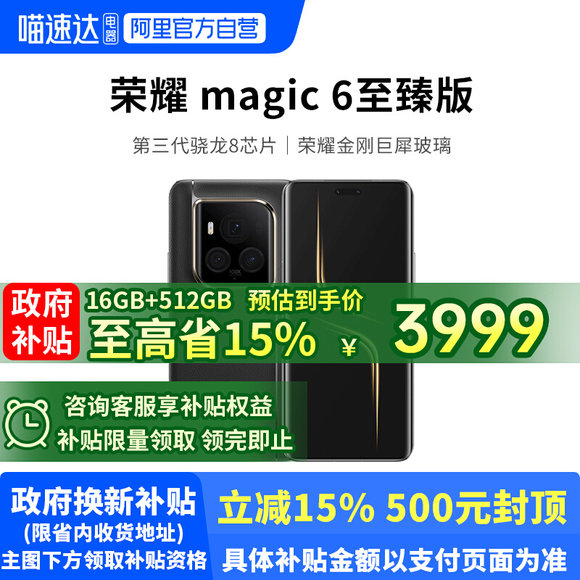 喵速达电器 阿里官方自营
荣耀 magic 6至臻版
第三代骁龙8芯片｜荣耀金刚巨犀玻璃
政府补贴
16GB+512GB 预估到手价
至高省15% ¥ 3999
咨询客服享补贴权益
补贴限量领取 领完即止
政府换新补贴
(限省内收货地址)
主图下方领取补贴资格
立减15% 500元封顶
具体补贴金额以支付页面为准